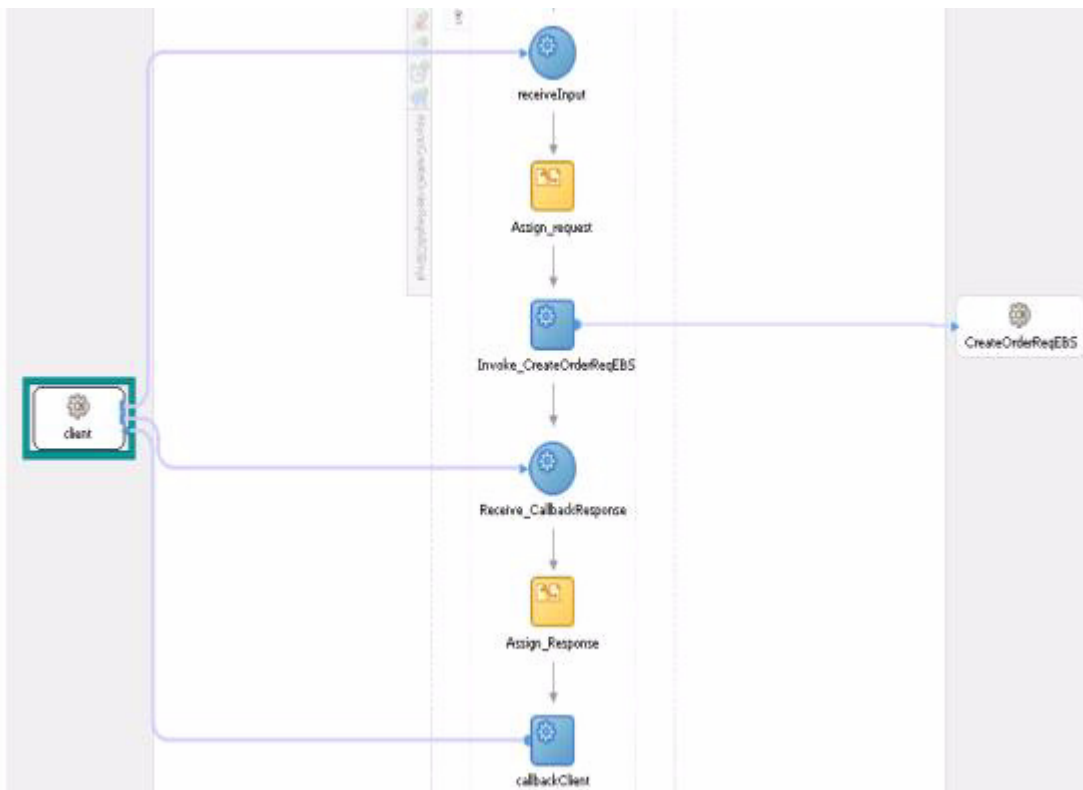 receiveInput
Assign_request
Invoke_CreateOrderReqEBS
CreateOrderReqEBS
client
Receive_CallbackResponse
Assign_Response
callbackClient